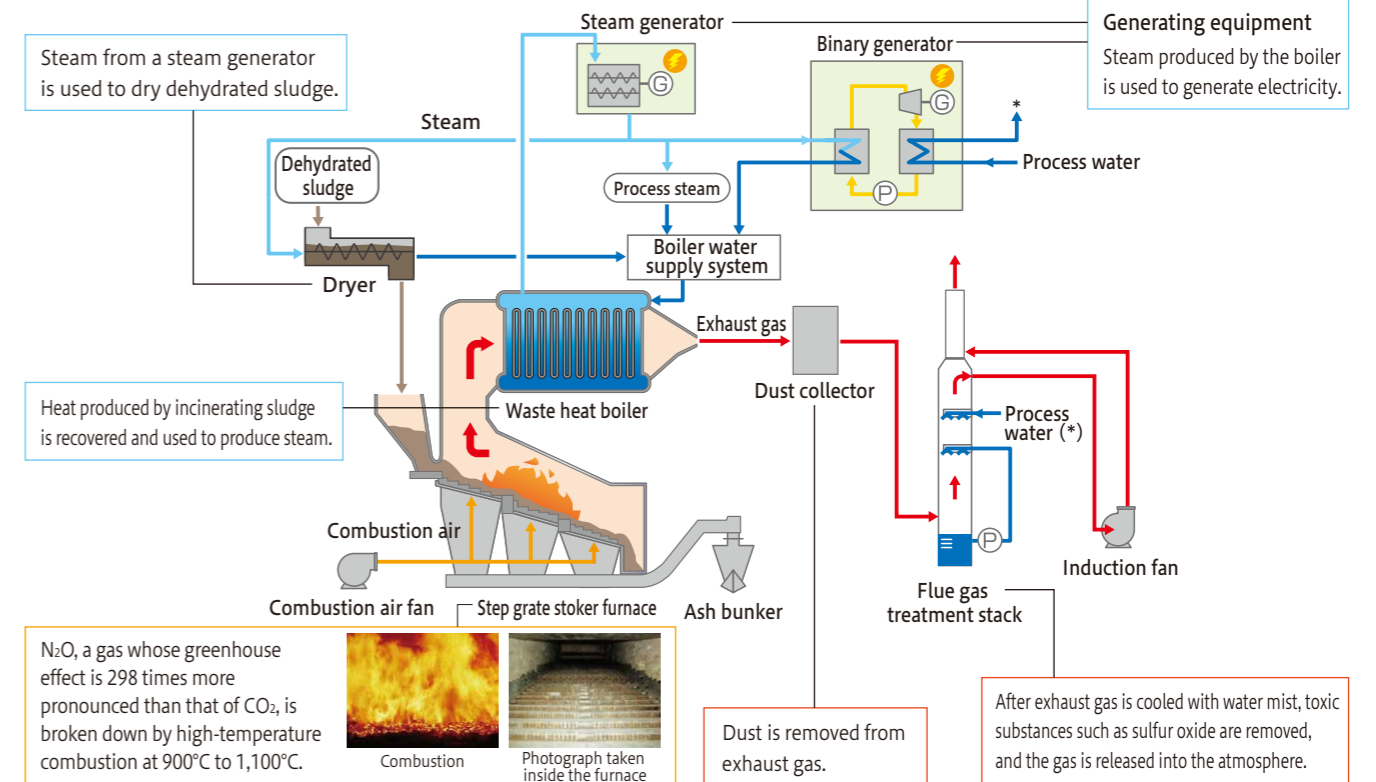 Steam generator
Generating equipment
Steam produced by the boiler
is used to generate electricity.
Binary generator
Steam from a steam generator
is used to dry dehydrated sludge.
G
G
*
Steam
Process water
Dehydrated
sludge
Process steam
P
Boiler water
supply system
Dryer
Exhaust gas
Dust collector
Waste heat boiler
Heat produced by incinerating sludge
is recovered and used to produce steam.
Process
water (*)
P
Combustion air
Induction fan
Combustion air fan
Step grate stoker furnace
Ash bunker
Flue gas
treatment stack
N2O, a gas whose greenhouse
effect is 298 times more
pronounced than that of CO2, is
broken down by high-temperature
combustion at 900°C to 1,100°C.
Combustion
Photograph taken
inside the furnace
Dust is removed from
exhaust gas.
After exhaust gas is cooled with water mist, toxic
substances such as sulfur oxide are removed,
and the gas is released into the atmosphere.